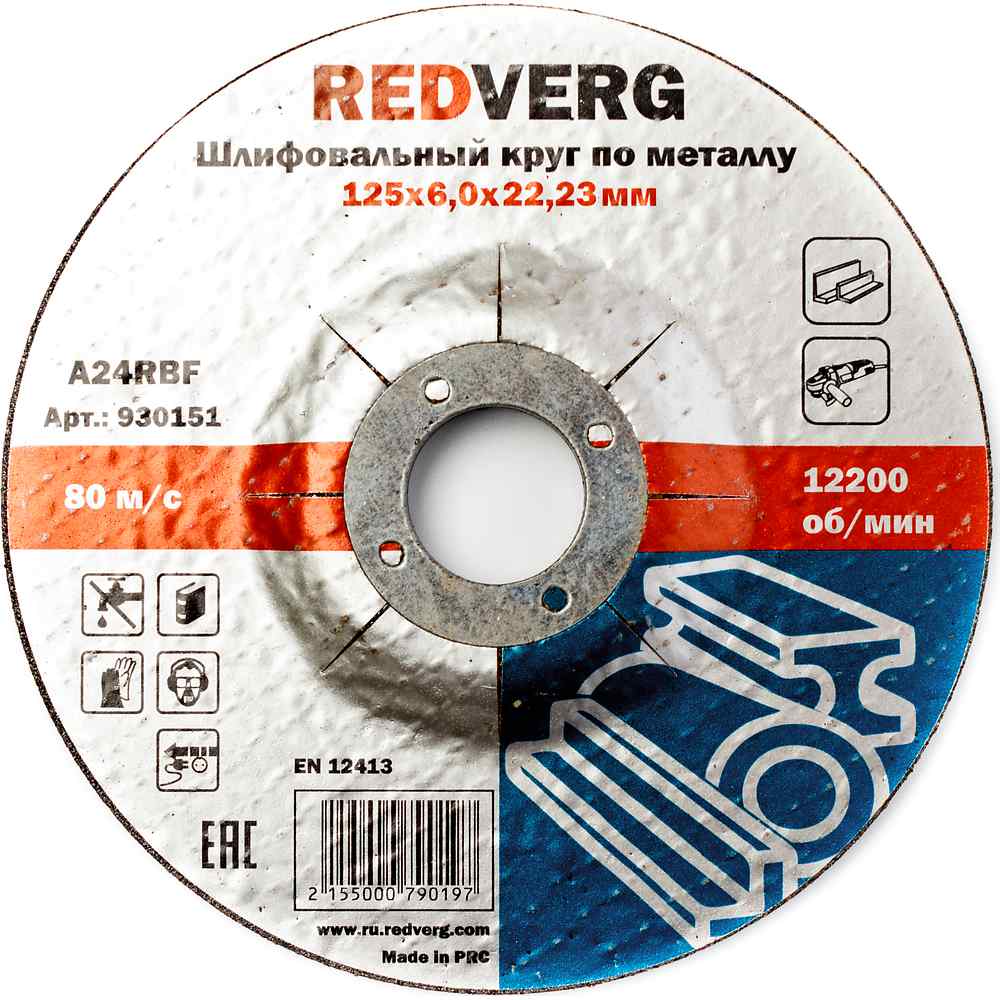 REDVERG
Шлифовальный круг по металлу
125x6,0x22,23мм
A24RBF
Арт.: 930151
80 м/с
12200
об/мин
EN 12413
EAC
2 155000 790197
www.ru.redverg.com
Made in PRC